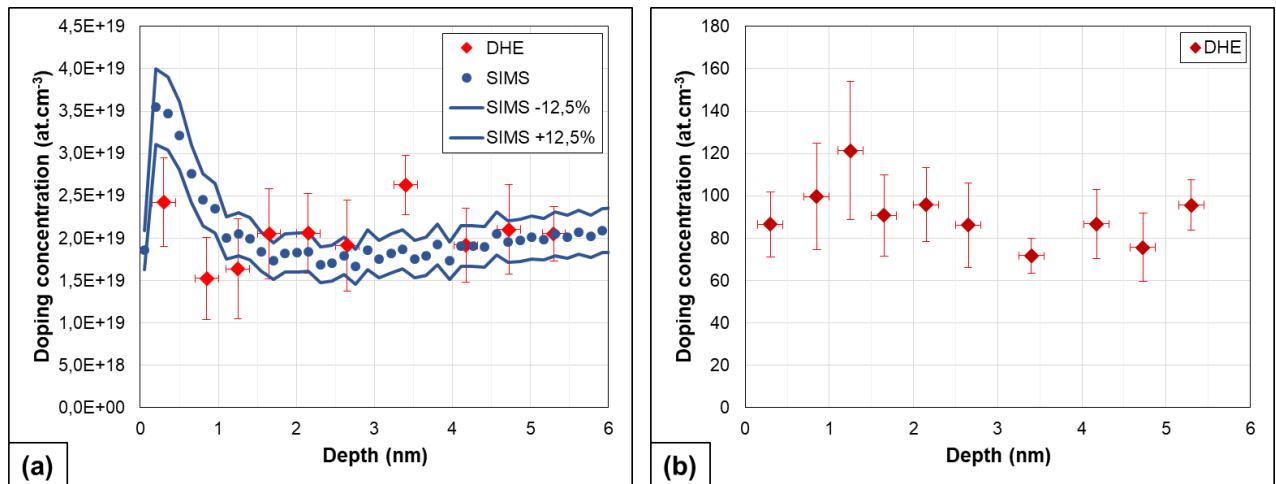 4,5E+19
4,0E+19
3,5E+19
3,0E+19
2,5E+19
2,0E+19
1,5E+19
1,0E+19
5,0E+18
0,0E+00
Doping concentration (at.cm-3)
DHE
SIMS
SIMS -12,5%
SIMS +12,5%
0 1 2 3 4 5 6
Depth (nm)
(a)
180
160
140
120
100
80
60
40
20
0
Doping concentration (at.cm-3)
DHE
0 1 2 3 4 5 6
Depth (nm)
(b)